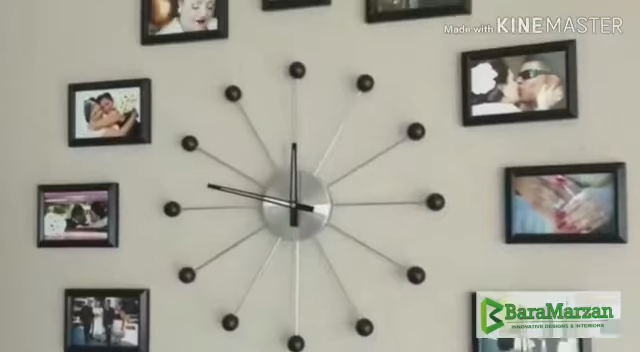 Made with KINEMASTER
BaraMarzan
INNOVATIVE DESIGNS & INTERIORS